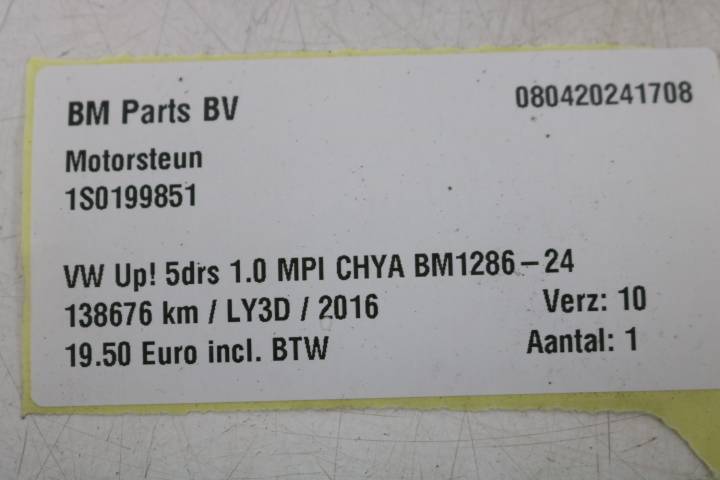 BM Parts BV 080420241708
Motorsteun
1S0199851
VW Up! 5drs 1.0 MPI CHYA BM1286-24
138676 km / LY3D / 2016 Verz: 10
19.50 Euro incl. BTW Aantal: 1